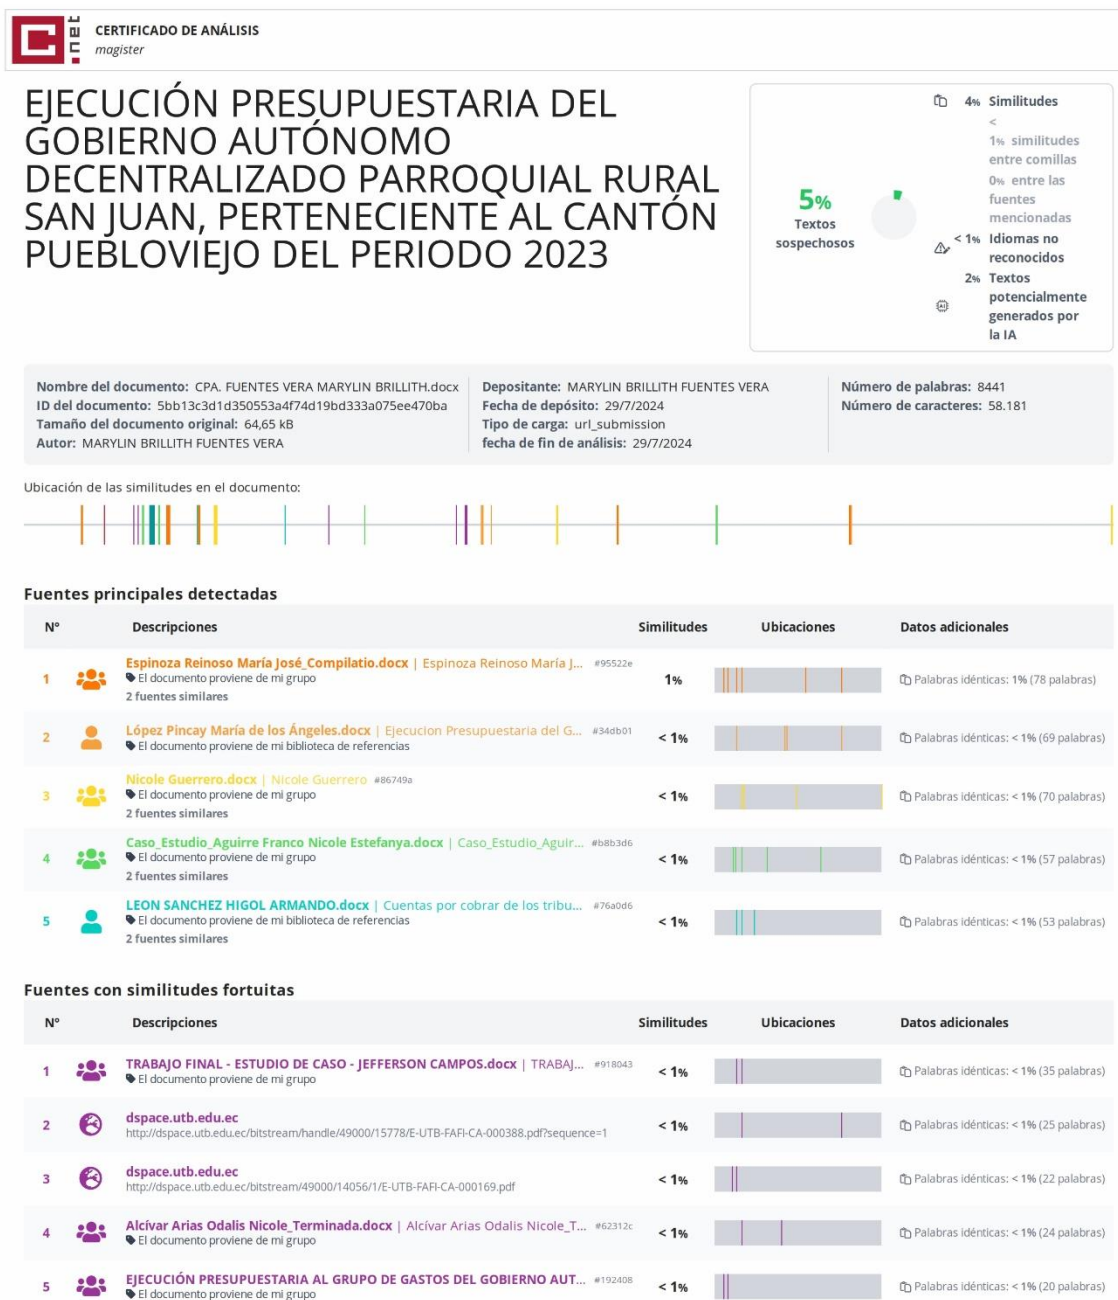 C .net
CERTIFICADO DE ANÁLISIS
magister
EJECUCIÓN PRESUPUESTARIA DEL
GOBIERNO AUTÓNOMO
DECENTRALIZADO PARROQUIAL RURAL
SAN JUAN, PERTENECIENTE AL CANTÓN
PUEBLOVIEJO DEL PERIODO 2023
5%
Textos
sospechosos
4% Similitudes
<
1% similitudes
entre comillas
0% entre las
fuentes
mencionadas
< 1% Idiomas no
reconocidos
2% Textos
potencialmente
generados por
la IA
Nombre del documento: CPA. FUENTES VERA MARYLIN BRILLITH.docx
ID del documento: 5bb13c3d1d350553a4f74d19bd333a075ee470ba
Tamaño del documento original: 64,65 kB
Autor: MARYLIN BRILLITH FUENTES VERA
Depositante: MARYLIN BRILLITH FUENTES VERA
Fecha de depósito: 29/7/2024
Tipo de carga: url_submission
fecha de fin de análisis: 29/7/2024
Número de palabras: 8441
Número de caracteres: 58.181
Ubicación de las similitudes en el documento:
Fuentes principales detectadas
N° Descripciones Similitudes Ubicaciones Datos adicionales
1 Espinoza Reinoso María José_Compilatio.docx | Espinoza Reinoso María J... #95522e
El documento proviene de mi grupo
2 fuentes similares
1% Palabras idénticas: 1% (78 palabras)
2 López Pincay María de los Ángeles.docx | Ejecucion Presupuestaria del G... #34db01
El documento proviene de mi biblioteca de referencias
< 1% Palabras idénticas: < 1% (69 palabras)
3 Nicole Guerrero.docx | Nicole Guerrero #86749a
El documento proviene de mi grupo
2 fuentes similares
< 1% Palabras idénticas: < 1% (70 palabras)
4 Caso_Estudio_Aguirre Franco Nicole Estefanya.docx | Caso_Estudio_Aguir... #b8b3d6
El documento proviene de mi grupo
2 fuentes similares
< 1% Palabras idénticas: < 1% (57 palabras)
5 LEON SANCHEZ HIGOL ARMANDO.docx | Cuentas por cobrar de los tribu... #76a0d6
El documento proviene de mi biblioteca de referencias
2 fuentes similares
< 1% Palabras idénticas: < 1% (53 palabras)
Fuentes con similitudes fortuitas
N° Descripciones Similitudes Ubicaciones Datos adicionales
1 TRABAJO FINAL - ESTUDIO DE CASO - JEFFERSON CAMPOS.docx | TRABAJ... #918043
El documento proviene de mi grupo
< 1% Palabras idénticas: < 1% (35 palabras)
2 dspace.utb.edu.ec
http://dspace.utb.edu.ec/bitstream/handle/49000/15778/E-UTB-FAFI-CA-000388.pdf?sequence=1
< 1% Palabras idénticas: < 1% (25 palabras)
3 dspace.utb.edu.ec
http://dspace.utb.edu.ec/bitstream/49000/14056/1/E-UTB-FAFI-CA-000169.pdf
< 1% Palabras idénticas: < 1% (22 palabras)
4 Alcívar Arias Odalis Nicole_Terminada.docx | Alcívar Arias Odalis Nicole_T... #62312c
El documento proviene de mi grupo
< 1% Palabras idénticas: < 1% (24 palabras)
5 EJECUCIÓN PRESUPUESTARIA AL GRUPO DE GASTOS DEL GOBIERNO AUT... #192408
El documento proviene de mi grupo
< 1% Palabras idénticas: < 1% (20 palabras)